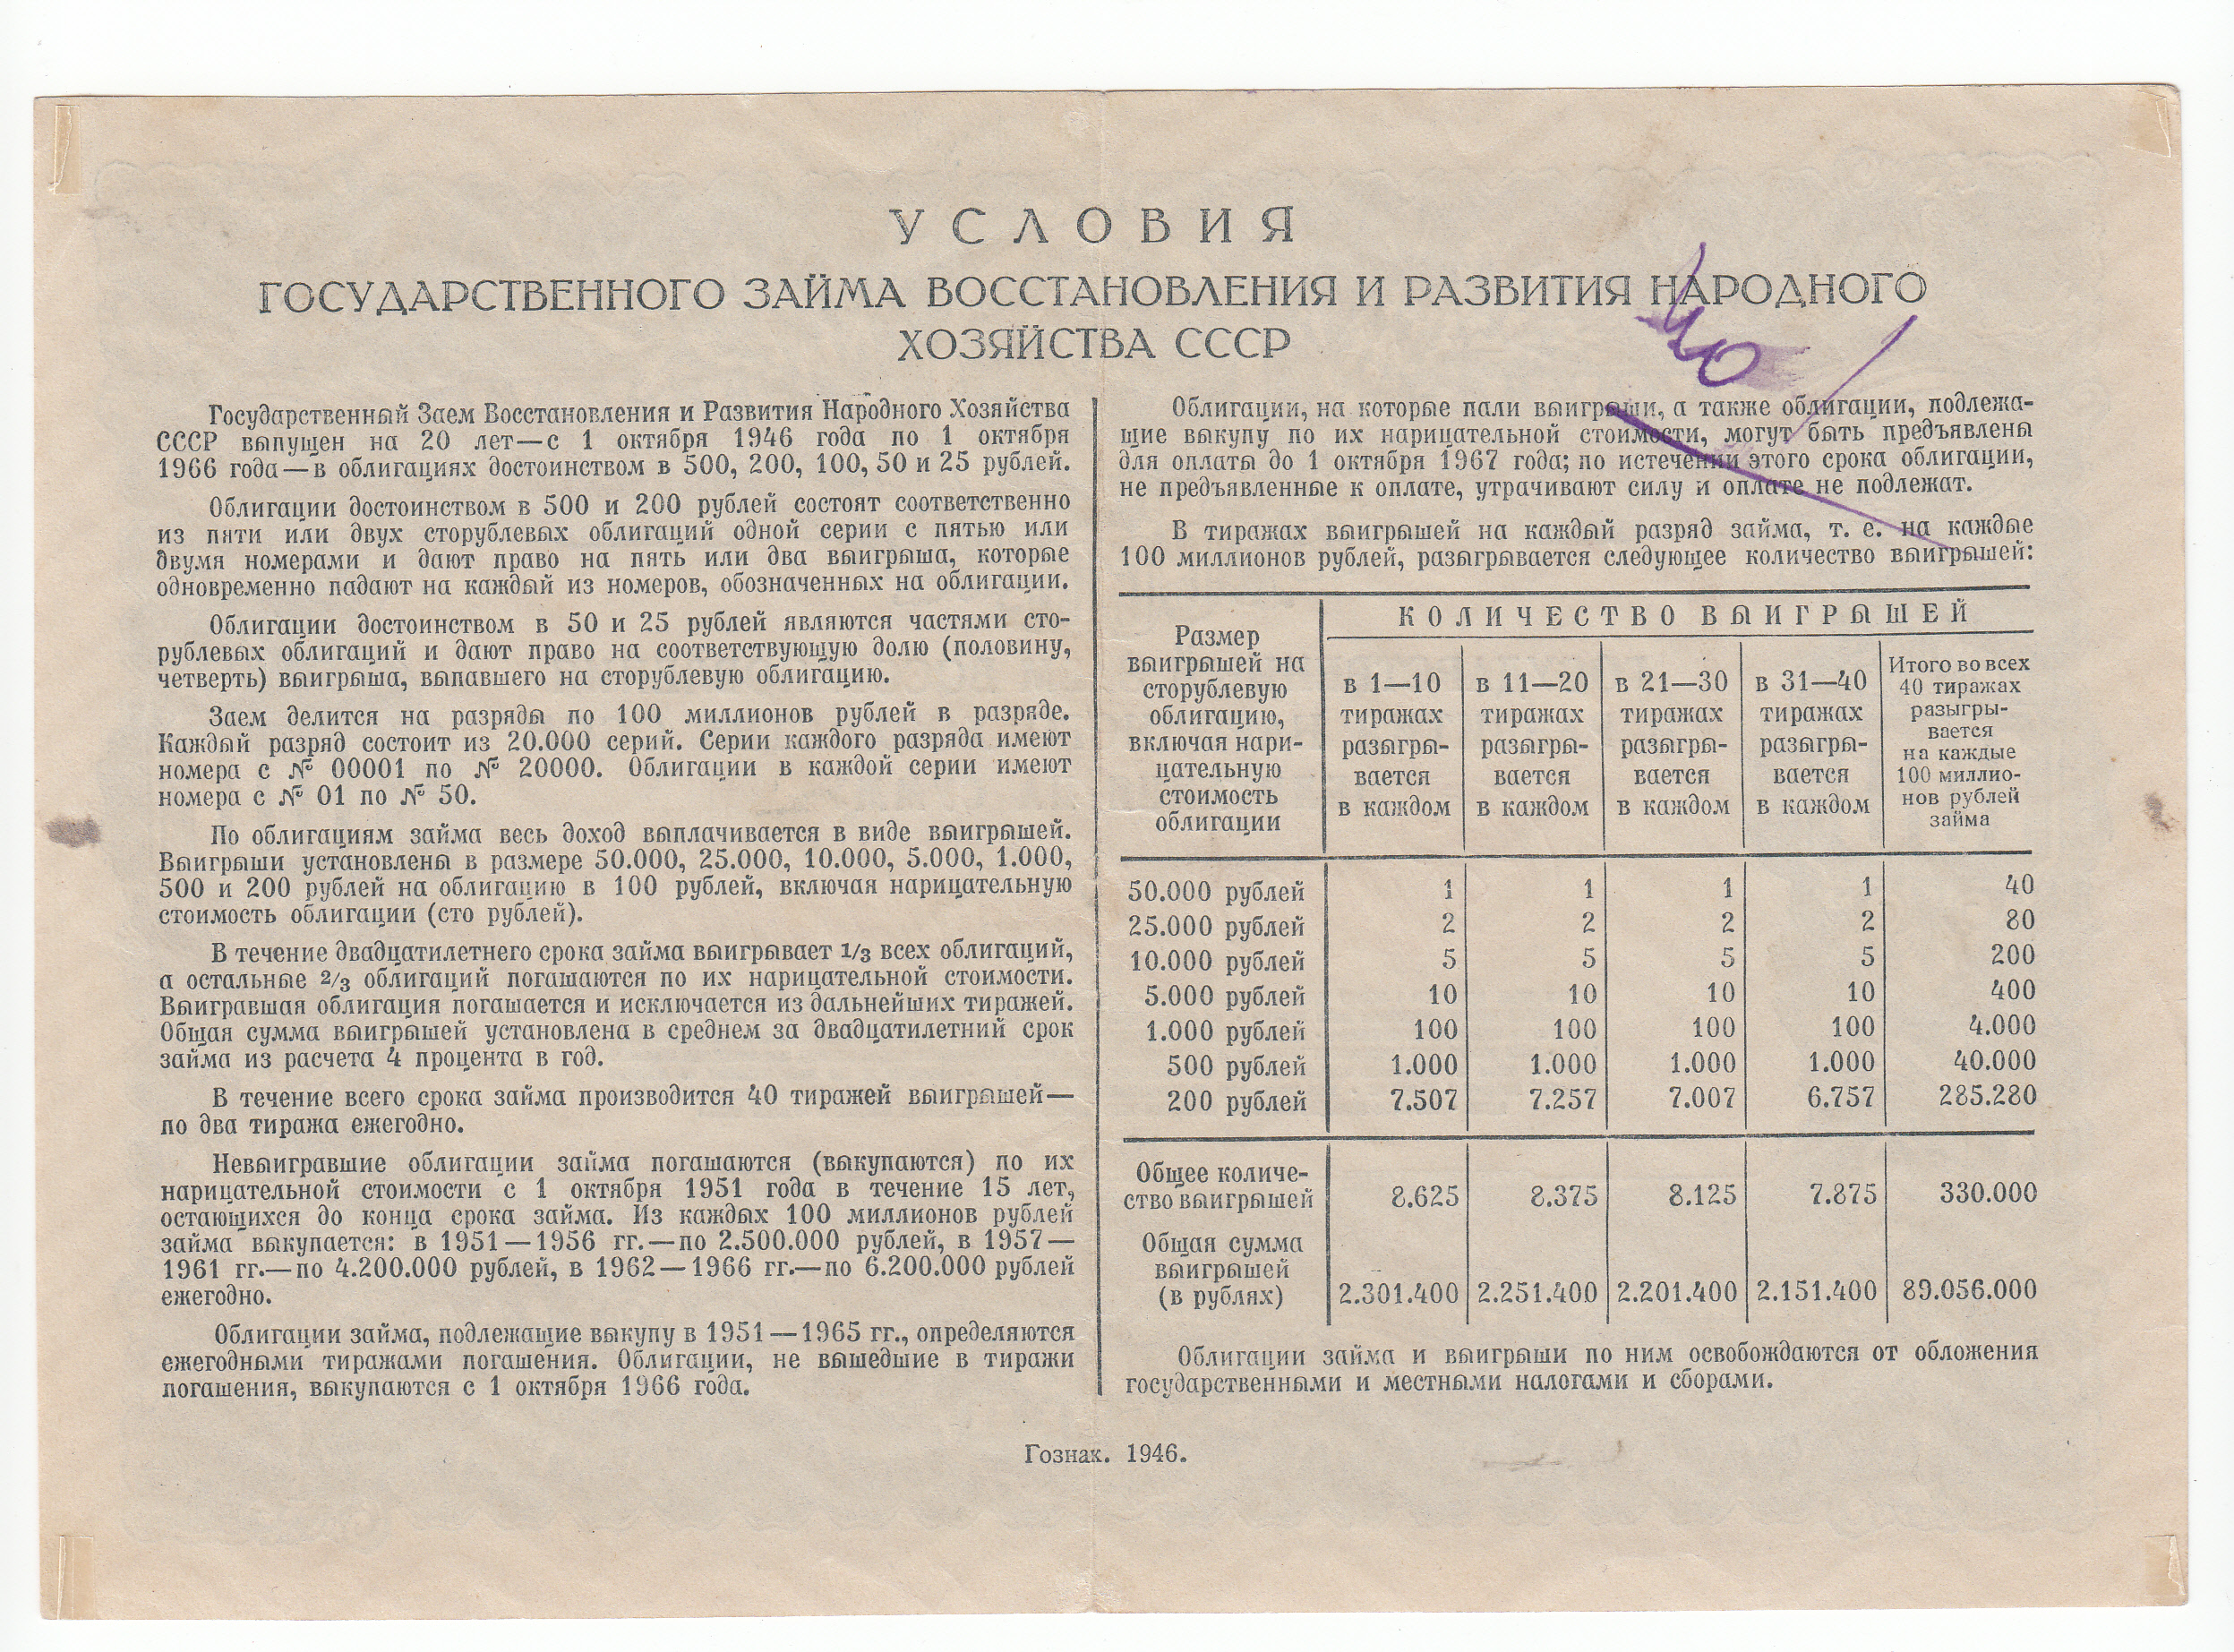 УСЛОВИЯ
ГОСУДАРСТВЕННОГО ЗАЙМА ВОССТАНОВЛЕНИЯ И РАЗВИТИЯ НАРОДНОГО
ХОЗЯЙСТВА СССР
Государственный Заем Восстановления и Развития Народного Хозяйства
СССР выпущен на 20 лет—с 1 октября 1946 года по 1 октября
1966 года—в облигациях достоинством в 500, 200, 100, 50 и 25 рублей.
Облигации достоинством в 500 и 200 рублей состоят соответственно
из пяти или двух сторублевых облигаций одной серии с пятью или
двумя номерами и дают право на пять или два выигрыша, которые
одновременно падают на каждый из номеров, обозначенных на облигации.
Облигации достоинством в 50 и 25 рублей являются частями сто-
рублевых облигаций и дают право на соответствующую долю (половину,
четверть) выигрыша, выпавшего на сторублевую облигацию.
Заем делится на разряды по 100 миллионов рублей в разряде.
Каждый разряд состоит из 20.000 серий. Серии каждого разряда имеют
номера с № 00001 по № 20000. Облигации в каждой серии имеют
номера с № 01 по № 50.
По облигациям займа весь доход выплачивается в виде выигрышей.
Выигрыши установлены в размере 50.000, 25.000, 10.000, 5.000, 1.000,
500 и 200 рублей на облигацию в 100 рублей, включая нарицательную
стоимость облигации (сто рублей).
В течение двадцатилетнего срока займа выигрывает 1/3 всех облигаций,
а остальные 2/3 облигаций погашаются по их нарицательной стоимости.
Выигравшая облигация погашается и исключается из дальнейших тиражей.
Общая сумма выигрышей установлена в среднем за двадцатилетний срок
займа из расчета 4 процента в год.
В течение всего срока займа производится 40 тиражей выигрышей—
по два тиража ежегодно.
Невыигравшие облигации займа погашаются (выкупаются) по их
нарицательной стоимости с 1 октября 1951 года в течение 15 лет,
остающихся до конца срока займа. Из каждых 100 миллионов рублей
займа выкупается: в 1951—1956 гг.—по 2.500.000 рублей, в 1957—
1961 гг.—по 4.200.000 рублей, в 1962—1966 гг.—по 6.200.000 рублей
ежегодно.
Облигации займа, подлежащие выкупу в 1951—1965 гг., определяются
ежегодными тиражами погашения. Облигации, не вышедшие в тиражи
погашения, выкупаются с 1 октября 1966 года.
Облигации, на которые пали выигрыши, а также облигации, подлежа-
щие выкупу по их нарицательной стоимости, могут быть предъявлены
для оплаты до 1 октября 1967 года; по истечении этого срока облигации,
не предъявленные к оплате, утрачивают силу и оплате не подлежат.
В тиражах выигрышей на каждый разряд займа, т. е. на каждые
100 миллионов рублей, разыгрывается следующее количество выигрышей:
Размер
выигрышей на
сторублевую
облигацию,
включая нари-
цательную
стоимость
облигации
КОЛИЧЕСТВО ВЫИГРЫШЕЙ
в 1—10
тиражах
разыгры-
вается
в каждом
в 11—20
тиражах
разыгры-
вается
в каждом
в 21—30
тиражах
разыгры-
вается
в каждом
в 31—40
тиражах
разыгры-
вается
в каждом
Итого во всех
40 тиражах
разыгры-
вается
на каждые
100 миллио-
нов рублей
займа
50.000 рублей 1 1 1 1 40
25.000 рублей 2 2 2 2 80
10.000 рублей 5 5 5 5 200
5.000 рублей 10 10 10 10 400
1.000 рублей 100 100 100 100 4.000
500 рублей 1.000 1.000 1.000 1.000 40.000
200 рублей 7.507 7.257 7.007 6.757 285.280
Общее количе-
ство выигрышей 8.625 8.375 8.125 7.875 330.000
Общая сумма
выигрышей
(в рублях) 2.301.400 2.251.400 2.201.400 2.151.400 89.056.000
Облигации займа и выигрыши по ним освобождаются от обложения
государственными и местными налогами и сборами.
Гознак. 1946.